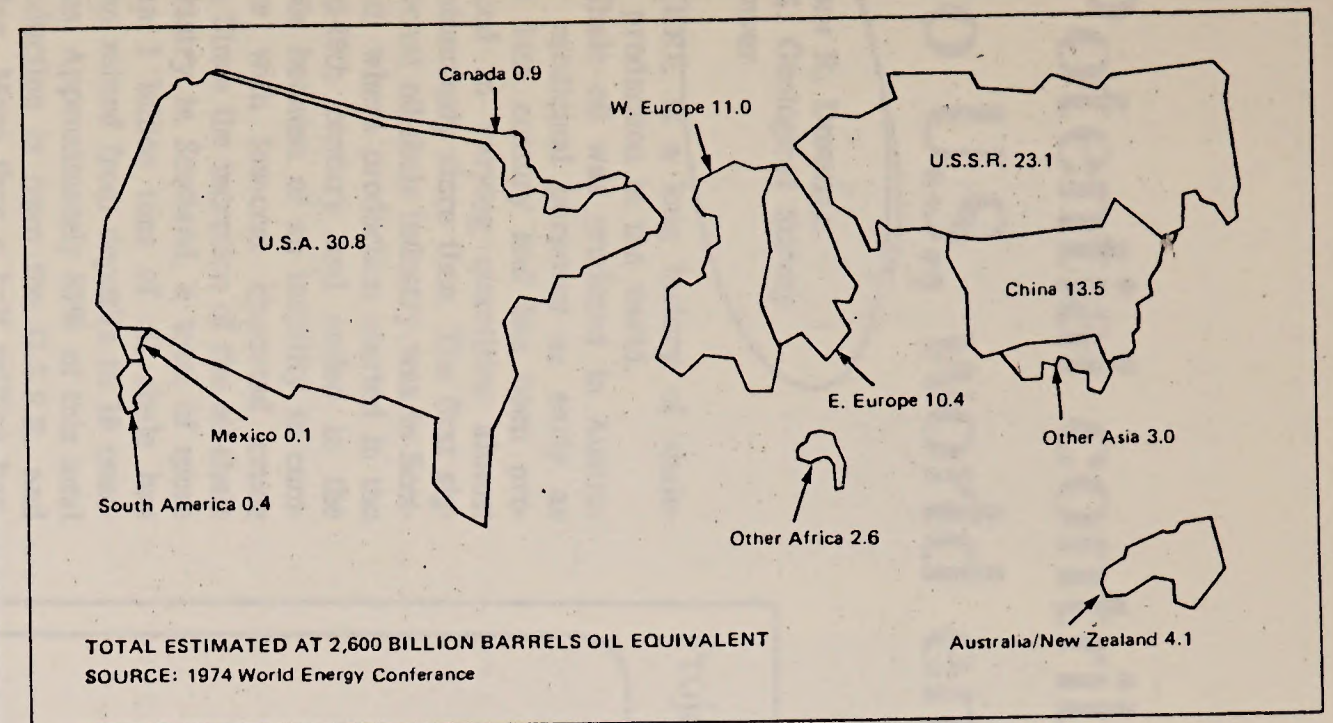 Canada 0.9
W. Europe 11.0
U.S.S.R. 23.1
U.S.A. 30.8
China 13.5
E. Europe 10.4
Mexico 0.1
Other Asia 3.0
South Amarica 0.4
Other Africa 2.6
Australia/New Zealand 4.1
TOTAL ESTIMATED AT 2,600 BILLION BARRELS OIL EQUIVALENT
SOURCE: 1974 World Energy Conferance